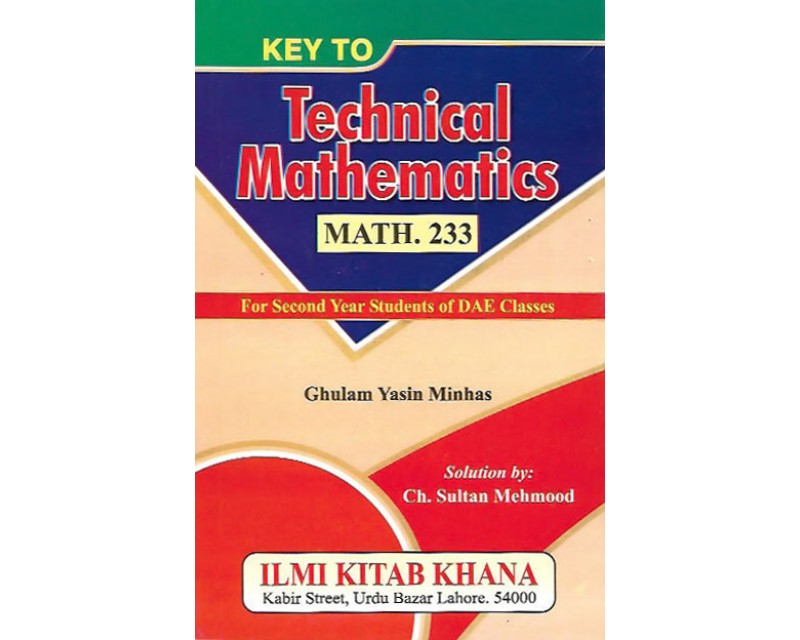 KEY TO
Technical
Mathematics
MATH. 233
For Second Year Students of DAE Classes
Ghulam Yasin Minhas
Solution by:
Ch. Sultan Mehmood
ILMI KITAB KHANA
Kabir Street, Urdu Bazar Lahore. 54000